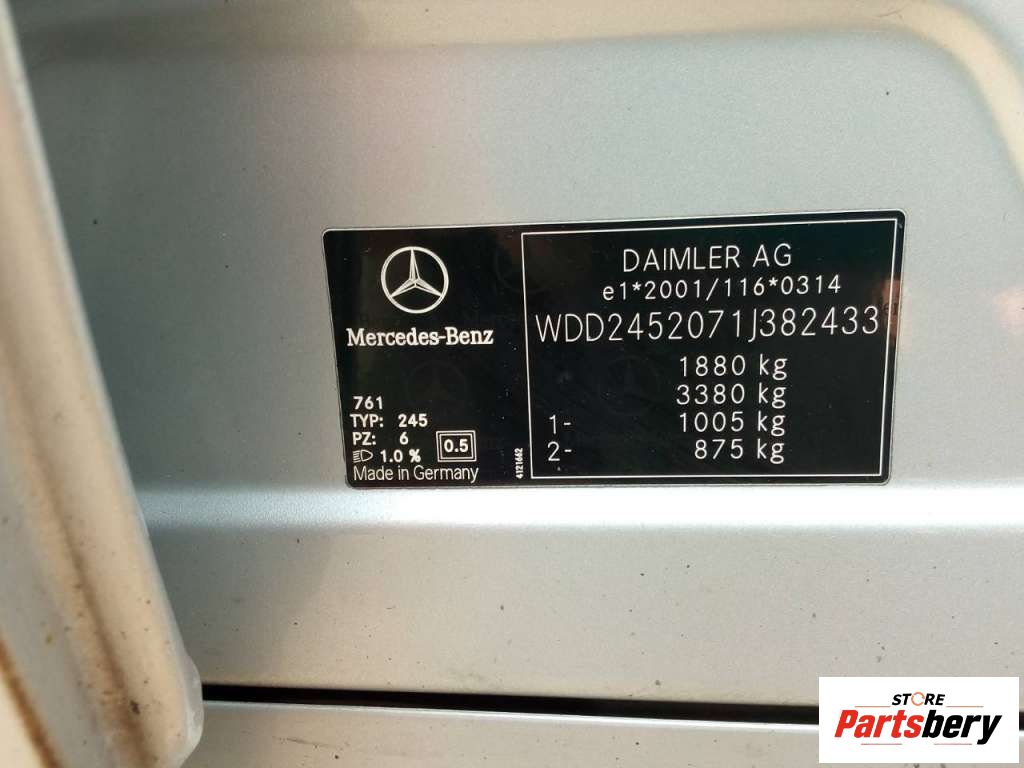 Mercedes-Benz
761
TYP: 245
PZ: 6
1.0 %
0.5
Made in Germany
4121662
DAIMLER AG
e1*2001/116*0314
WDD2452071J382433
1880 kg
3380 kg
1- 1005 kg
2- 875 kg
STORE
Partsbery